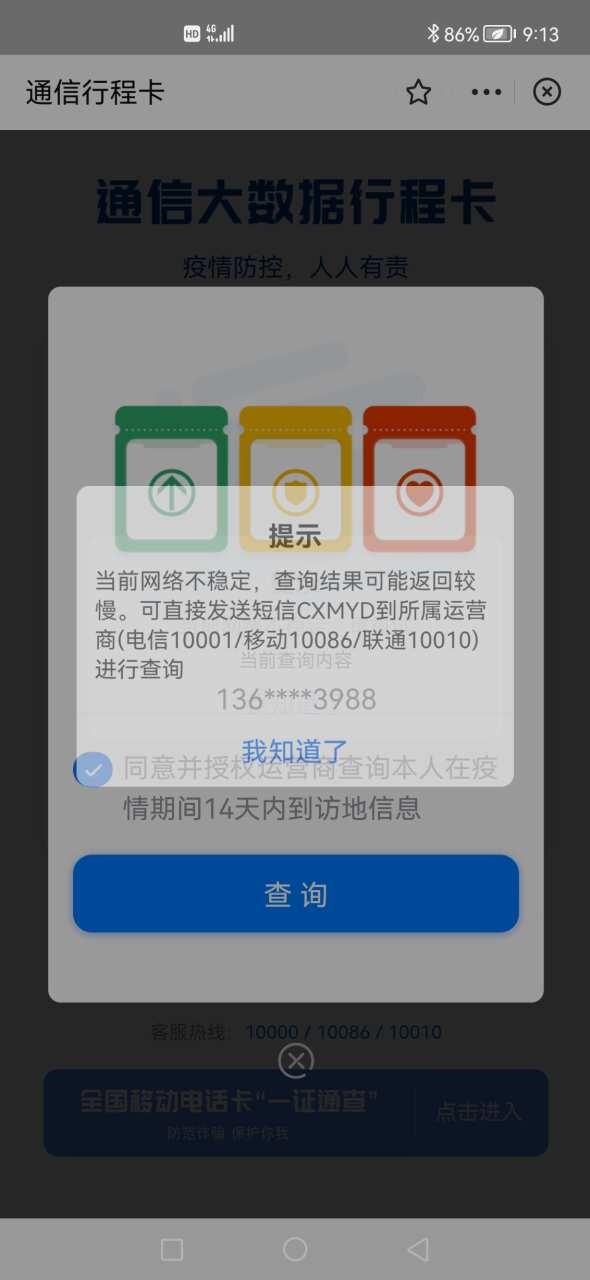 HD 4G 86% 9:13
通信行程卡
通信大数据行程卡
疫情防控，人人有责
提示
当前网络不稳定，查询结果可能返回较
慢。可直接发送短信CXMYD到所属运营
商(电信10001/移动10086/联通10010)
进行查询
当前查询内容
136****3988
我知道了
同意并授权运营商查询本人在疫
情期间14天内到访地信息
查 询
客服热线：10000 / 10086 / 10010
全国移动电话卡“一证通查”
防范诈骗 保护你我
点击进入